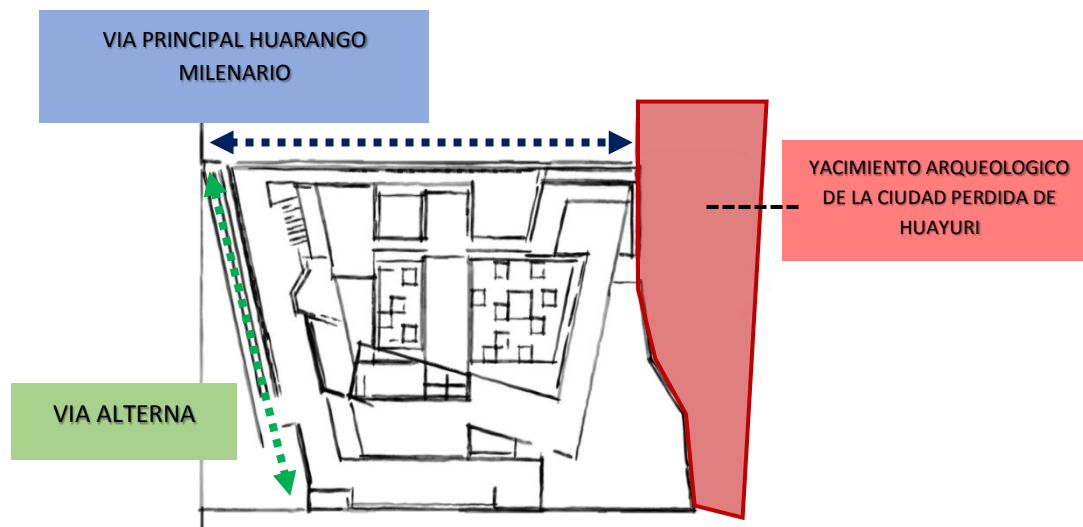 VIA PRINCIPAL HUARANGO
MILENARIO
YACIMIENTO ARQUEOLOGICO
DE LA CIUDAD PERDIDA DE
HUAYURI
VIA ALTERNA